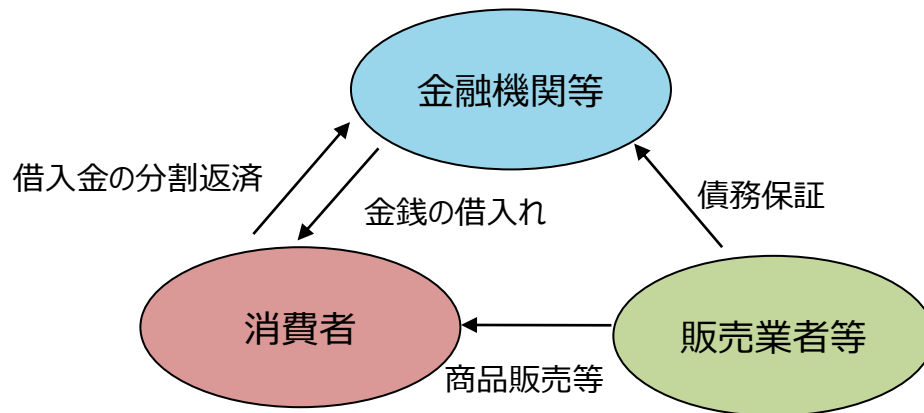 金融機関等
借入金の分割返済
金銭の借入れ
債務保証
消費者
販売業者等
商品販売等